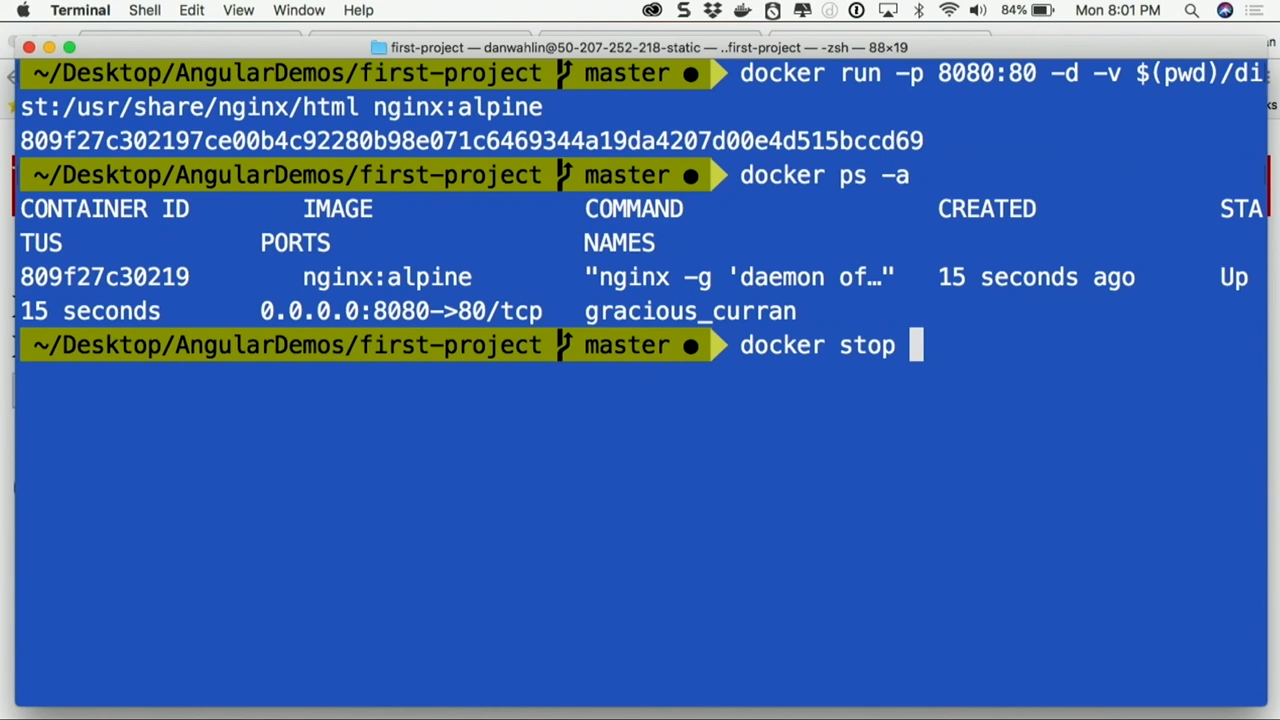 Terminal Shell Edit View Window Help 84% Mon 8:01 PM
first-project — danwahlin@50-207-252-218-static — ..first-project — -zsh — 88×19
~/Desktop/AngularDemos/first-project master ● docker run -p 8080:80 -d -v $(pwd)/di
st:/usr/share/nginx/html nginx:alpine
809f27c302197ce00b4c92280b98e071c6469344a19da4207d00e4d515bccd69
~/Desktop/AngularDemos/first-project master ● docker ps -a
CONTAINER ID IMAGE COMMAND CREATED STA
TUS PORTS NAMES
809f27c30219 nginx:alpine "nginx -g 'daemon of…" 15 seconds ago Up
15 seconds 0.0.0.0:8080->80/tcp gracious_curran
~/Desktop/AngularDemos/first-project master ● docker stop